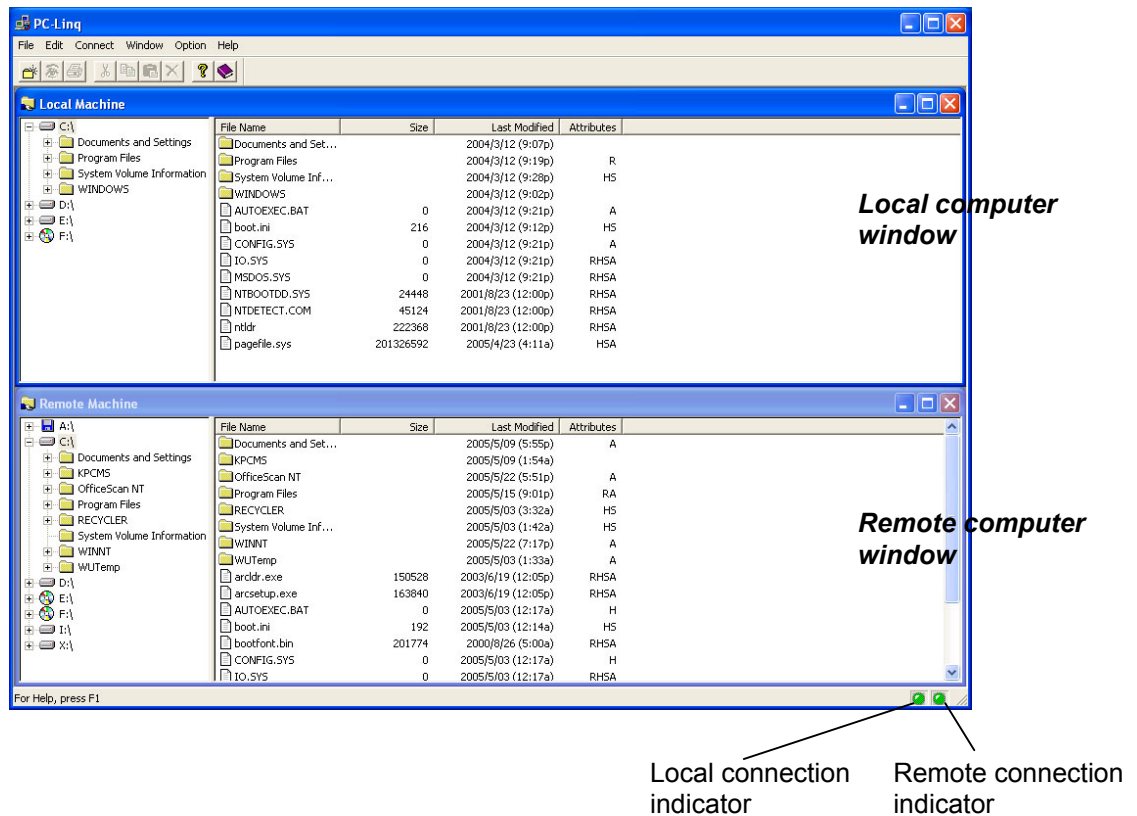 PC-Linq
File Edit Connect Window Option Help
Local Machine
C:\
Documents and Settings
Program Files
System Volume Information
WINDOWS
D:\
E:\
F:\
File Name Size Last Modified Attributes
Documents and Set... 2004/3/12 (9:07p)
Program Files 2004/3/12 (9:19p) R
System Volume Inf... 2004/3/12 (9:28p) HS
WINDOWS 2004/3/12 (9:02p)
AUTOEXEC.BAT 0 2004/3/12 (9:21p) A
boot.ini 216 2004/3/12 (9:12p) HS
CONFIG.SYS 0 2004/3/12 (9:21p) A
IO.SYS 0 2004/3/12 (9:21p) RHSA
MSDOS.SYS 0 2004/3/12 (9:21p) RHSA
NTBOOTDD.SYS 24448 2001/8/23 (12:00p) RHSA
NTDETECT.COM 45124 2001/8/23 (12:00p) RHSA
ntldr 222368 2001/8/23 (12:00p) RHSA
pagefile.sys 201326592 2005/4/23 (4:11a) HSA
Local computer
window
Remote Machine
A:\
C:\
Documents and Settings
KPCMS
OfficeScan NT
Program Files
RECYCLER
System Volume Information
WINNT
WUTemp
D:\
E:\
F:\
I:\
X:\
File Name Size Last Modified Attributes
Documents and Set... 2005/5/09 (5:55p) A
KPCMS 2005/5/09 (1:54a)
OfficeScan NT 2005/5/22 (5:51p) A
Program Files 2005/5/15 (9:01p) RA
RECYCLER 2005/5/03 (3:32a) HS
System Volume Inf... 2005/5/03 (1:42a) HS
WINNT 2005/5/22 (7:17p) A
WUTemp 2005/5/03 (1:33a) A
arcldr.exe 150528 2003/6/19 (12:05p) RHSA
arcsetup.exe 163840 2003/6/19 (12:05p) RHSA
AUTOEXEC.BAT 0 2005/5/03 (12:17a) H
boot.ini 192 2005/5/03 (12:14a) HS
bootfont.bin 201774 2000/8/26 (5:00a) RHSA
CONFIG.SYS 0 2005/5/03 (12:17a) H
IO.SYS 0 2005/5/03 (12:17a) RHSA
Remote computer
window
For Help, press F1
Local connection
indicator
Remote connection
indicator